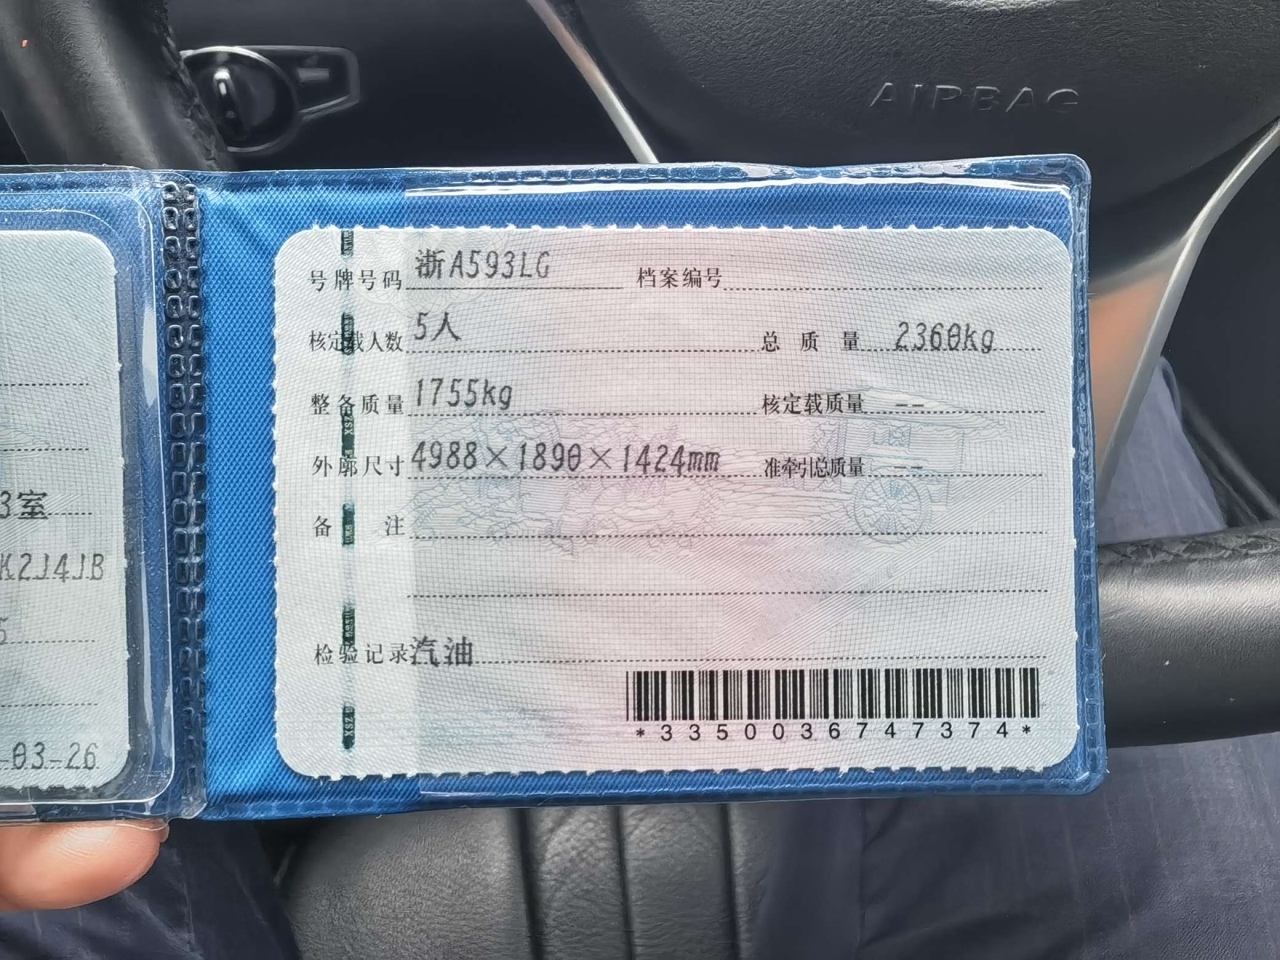 AIRBAG
号牌号码 浙A593LG 档案编号
核定载人数 5人 总质量 2360kg
整备质量 1755kg 核定载质量 --
外廓尺寸 4988×1890×1424mm 准牵引总质量 --
备注
检验记录 汽油
*3350036747374*
3室
K2J4JB
5
-03-26